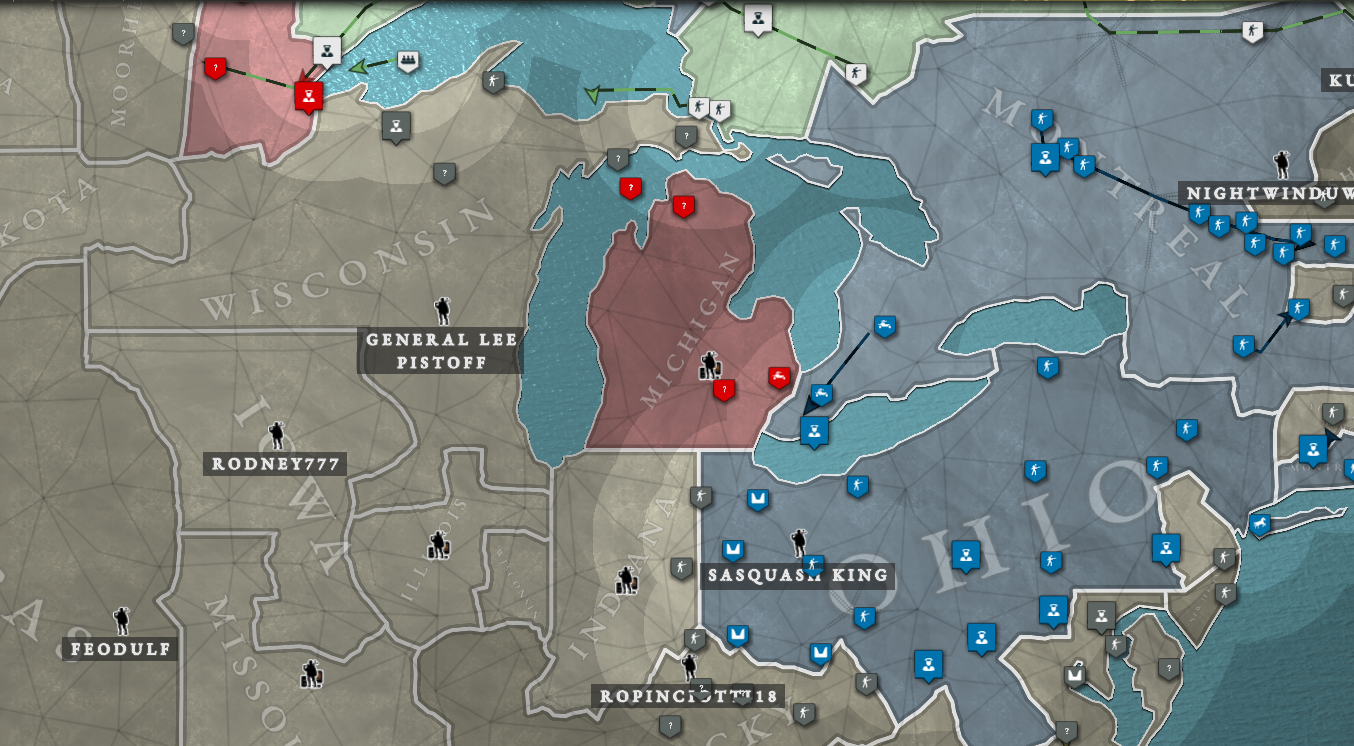 MOORH
KU
MONTREAL
NIGHTWINDUW
KOTA
WISCONSIN
MICHIGAN
GENERAL LEE
PISTOFF
IOWA
RODNEY777
OHIO
ILLINOIS
INDIANA
SASQUASH KING
FEODULF
MISSO
ROPINCIOTTI18
CK